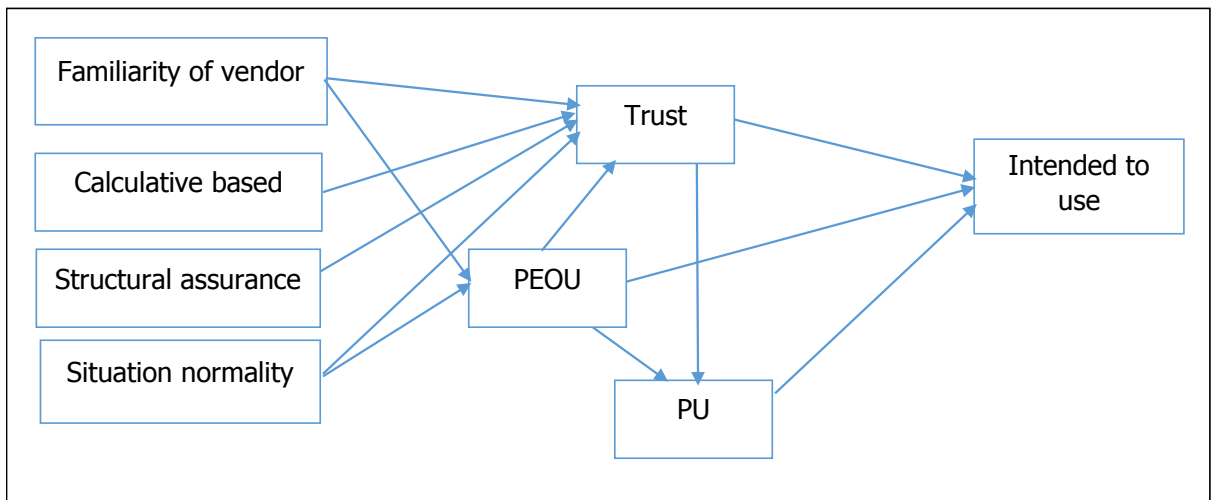 Familiarity of vendor
Trust
Calculative based
Intended to
use
Structural assurance
PEOU
Situation normality
PU